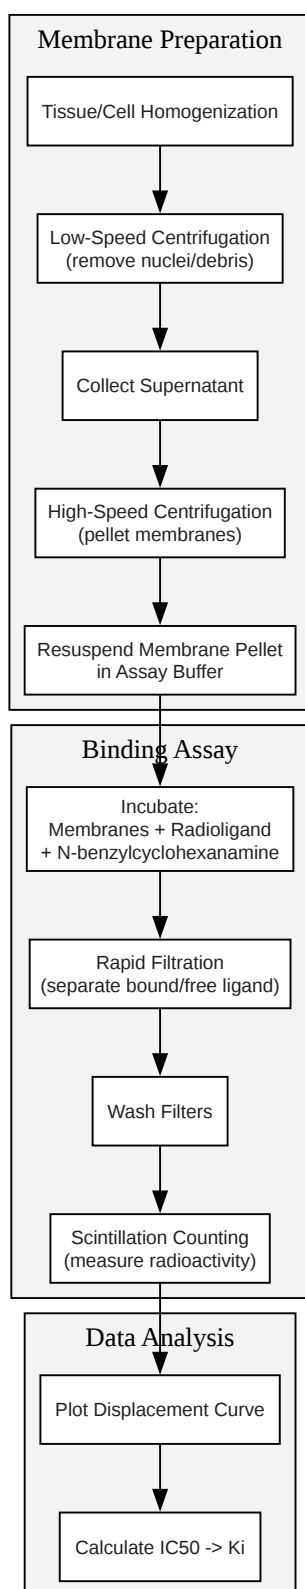 Membrane Preparation
Tissue/Cell Homogenization
Low-Speed Centrifugation
(remove nuclei/debris)
Collect Supernatant
High-Speed Centrifugation
(pellet membranes)
Resuspend Membrane Pellet
in Assay Buffer
Binding Assay
Incubate:
Membranes + Radioligand
+ N-benzylcyclohexanamine
Rapid Filtration
(separate bound/free ligand)
Wash Filters
Scintillation Counting
(measure radioactivity)
Data Analysis
Plot Displacement Curve
Calculate IC50 -> Ki